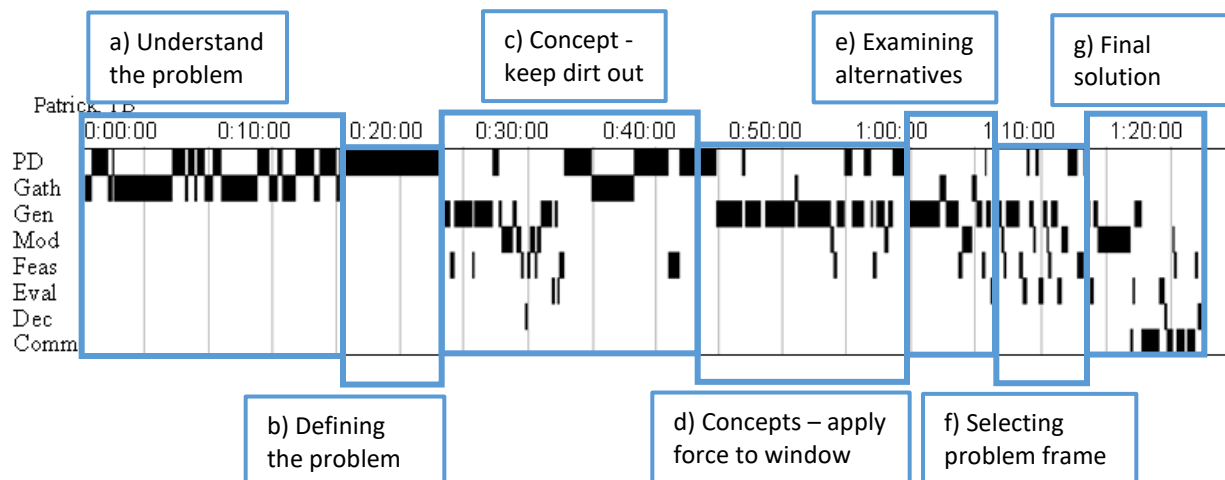 a) Understand
the problem
c) Concept -
keep dirt out
e) Examining
alternatives
g) Final
solution
Patrick TB
0:00:00 0:10:00 0:20:00 0:30:00 0:40:00 0:50:00 1:00:00 1:10:00 1:20:00
PD
Gath
Gen
Mod
Feas
Eval
Dec
Comm
b) Defining
the problem
d) Concepts – apply
force to window
f) Selecting
problem frame